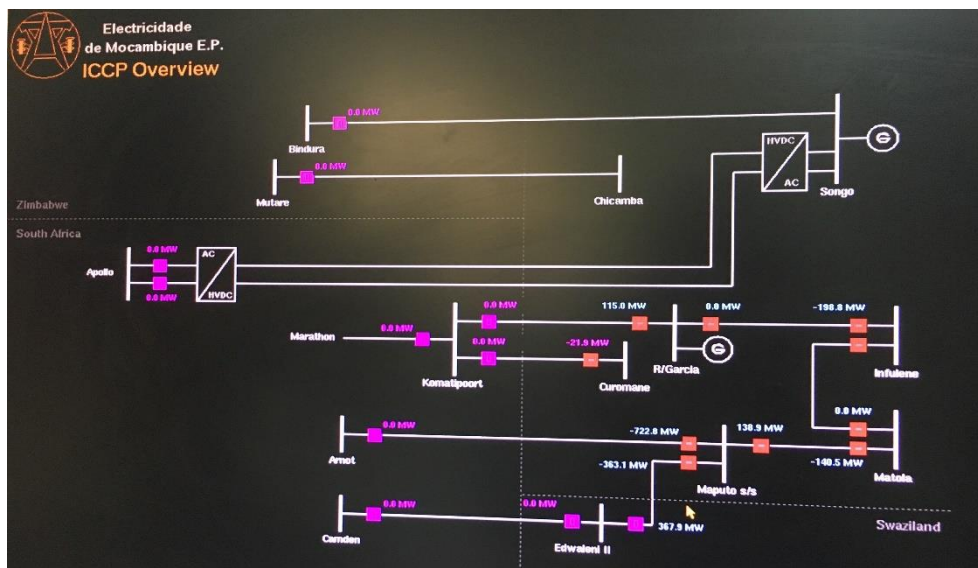 Electricidade
de Mocambique E.P.
ICCP Overview
0.0 MW
Bindura
0.0 MW
Mutare
Chicamba
HVDC
AC
G
Songo
Zimbabwe
South Africa
0.0 MW
AC
HVDC
Apollo
0.0 MW
0.0 MW
115.0 MW
0.0 MW
-198.8 MW
Marathon
0.0 MW
0.0 MW
-21.9 MW
G
Komatipoort
Curomane
R/Garcia
Infulene
0.0 MW
0.0 MW
-722.8 MW
138.9 MW
Arnot
-363.1 MW
-140.5 MW
Maputo s/s
Matola
0.0 MW
0.0 MW
367.9 MW
Swaziland
Camden
Edwaleni II